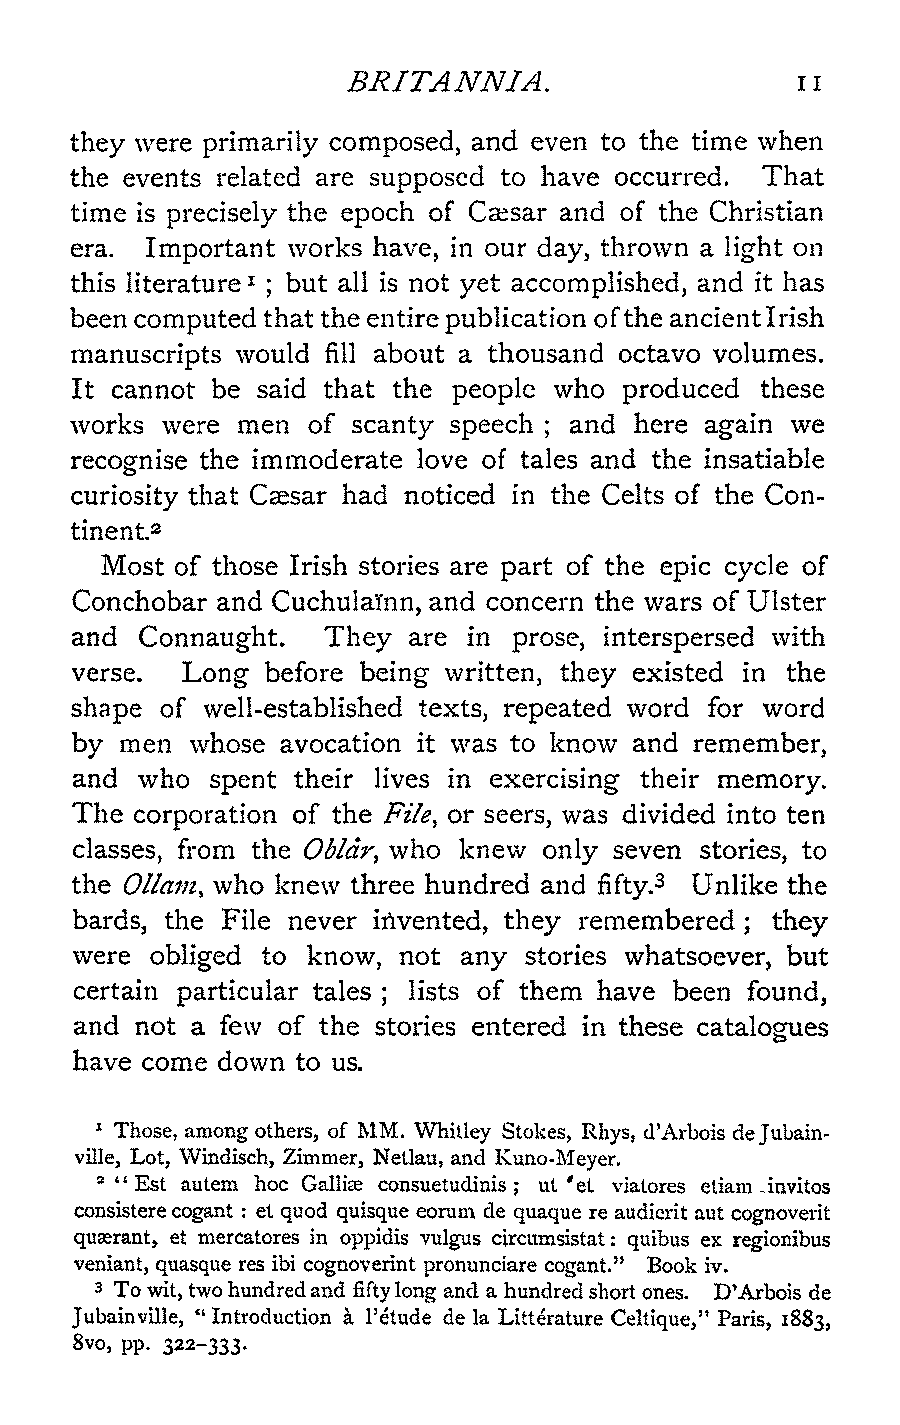 BRITANNIA. 11
they were primarily composed, and even to the time when
the events related are supposed to have occurred. That
time is precisely the epoch of Cæsar and of the Christian
era. Important works have, in our day, thrown a light on
this literature ¹ ; but all is not yet accomplished, and it has
been computed that the entire publication of the ancient Irish
manuscripts would fill about a thousand octavo volumes.
It cannot be said that the people who produced these
works were men of scanty speech ; and here again we
recognise the immoderate love of tales and the insatiable
curiosity that Cæsar had noticed in the Celts of the Con-
tinent.²
Most of those Irish stories are part of the epic cycle of
Conchobar and Cuchulaïnn, and concern the wars of Ulster
and Connaught. They are in prose, interspersed with
verse. Long before being written, they existed in the
shape of well-established texts, repeated word for word
by men whose avocation it was to know and remember,
and who spent their lives in exercising their memory.
The corporation of the File, or seers, was divided into ten
classes, from the Oblâr, who knew only seven stories, to
the Ollam, who knew three hundred and fifty.³ Unlike the
bards, the File never invented, they remembered ; they
were obliged to know, not any stories whatsoever, but
certain particular tales ; lists of them have been found,
and not a few of the stories entered in these catalogues
have come down to us.
¹ Those, among others, of MM. Whitley Stokes, Rhys, d'Arbois de Jubain-
ville, Lot, Windisch, Zimmer, Netlau, and Kuno-Meyer.
² " Est autem hoc Galliæ consuetudinis ; ut et viatores etiam invitos
consistere cogant : et quod quisque eorum de quaque re audierit aut cognoverit
quærant, et mercatores in oppidis vulgus circumsistat : quibus ex regionibus
veniant, quasque res ibi cognoverint pronunciare cogant." Book iv.
³ To wit, two hundred and fifty long and a hundred short ones. D'Arbois de
Jubainville, " Introduction à l'étude de la Littérature Celtique," Paris, 1883,
8vo, pp. 322-333.